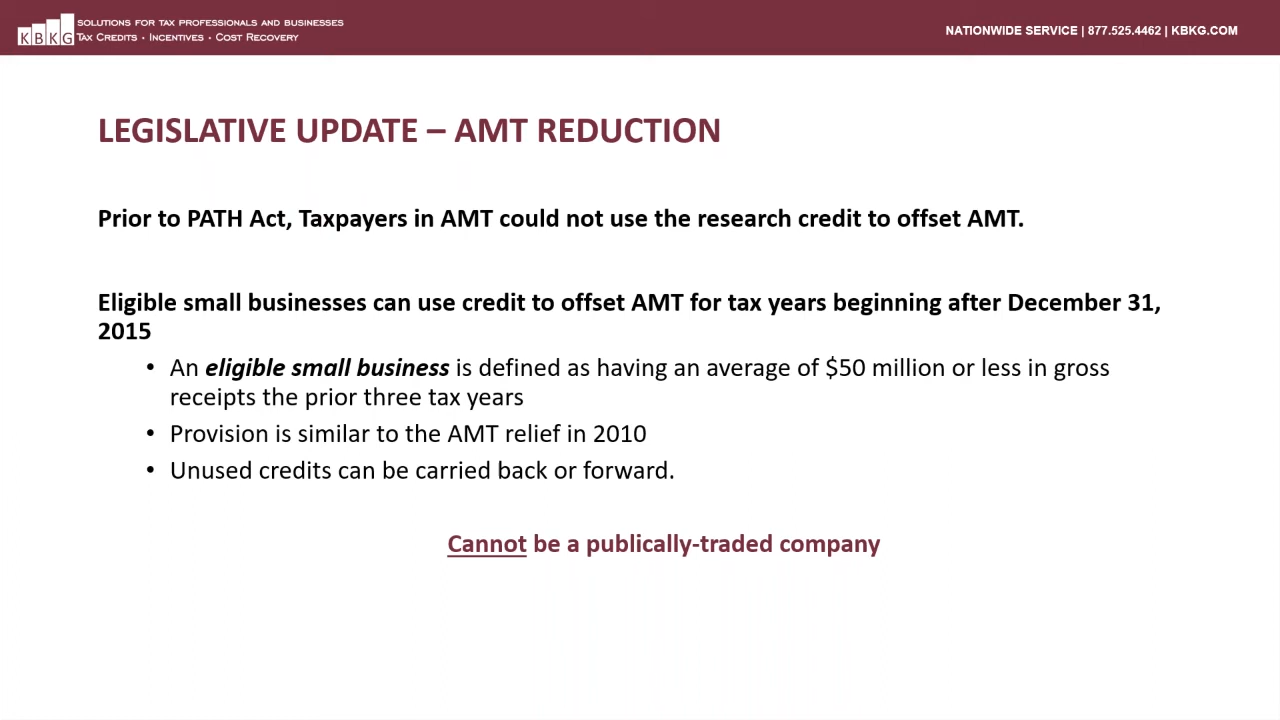 KBKG
SOLUTIONS FOR TAX PROFESSIONALS AND BUSINESSES
TAX CREDITS • INCENTIVES • COST RECOVERY
NATIONWIDE SERVICE | 877.525.4462 | KBKG.COM
LEGISLATIVE UPDATE – AMT REDUCTION
Prior to PATH Act, Taxpayers in AMT could not use the research credit to offset AMT.
Eligible small businesses can use credit to offset AMT for tax years beginning after December 31,
2015
• An eligible small business is defined as having an average of $50 million or less in gross
receipts the prior three tax years
• Provision is similar to the AMT relief in 2010
• Unused credits can be carried back or forward.
Cannot be a publically-traded company